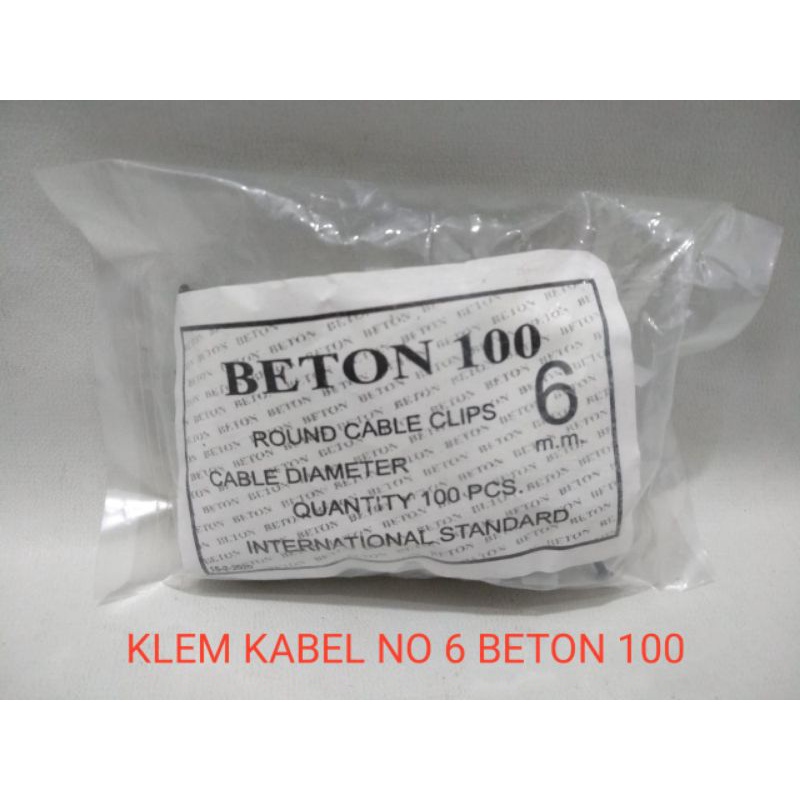 BETON 100
6
ROUND CABLE CLIPS
m.m.
CABLE DIAMETER
QUANTITY 100 PCS.
INTERNATIONAL STANDARD
KLEM KABEL NO 6 BETON 100